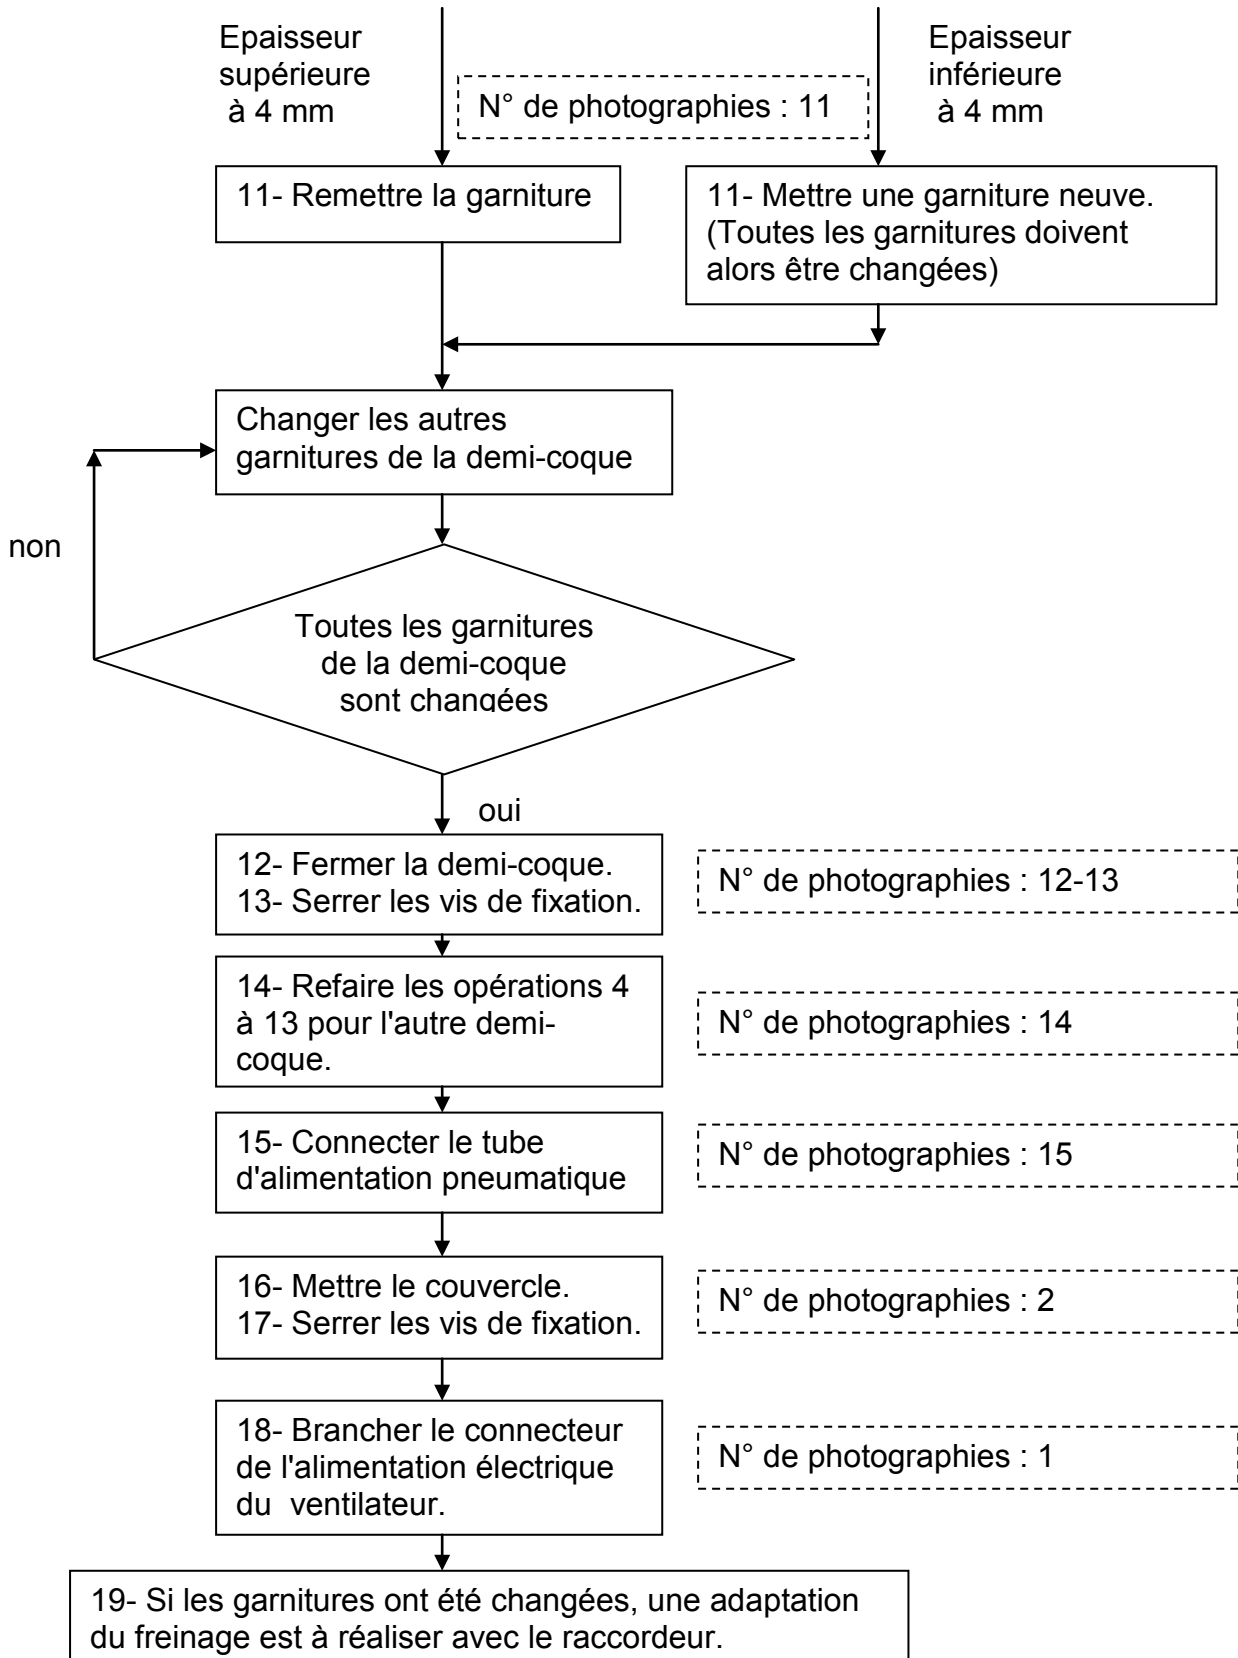 Epaisseur
supérieure
à 4 mm
Epaisseur
inférieure
à 4 mm
N° de photographies : 11
11- Remettre la garniture
11- Mettre une garniture neuve.
(Toutes les garnitures doivent
alors être changées)
Changer les autres
garnitures de la demi-coque
non
Toutes les garnitures
de la demi-coque
sont changées
oui
12- Fermer la demi-coque.
13- Serrer les vis de fixation.
N° de photographies : 12-13
14- Refaire les opérations 4
à 13 pour l'autre demi-
coque.
N° de photographies : 14
15- Connecter le tube
d'alimentation pneumatique
N° de photographies : 15
16- Mettre le couvercle.
17- Serrer les vis de fixation.
N° de photographies : 2
18- Brancher le connecteur
de l'alimentation électrique
du ventilateur.
N° de photographies : 1
19- Si les garnitures ont été changées, une adaptation
du freinage est à réaliser avec le raccordeur.